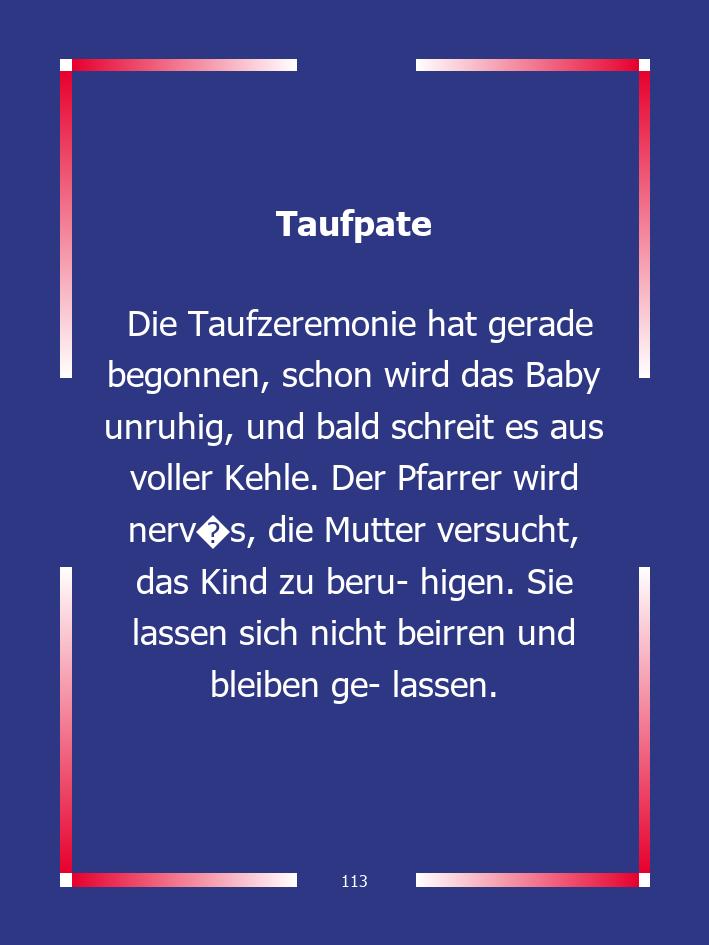 Taufpate
Die Taufzeremonie hat gerade
begonnen, schon wird das Baby
unruhig, und bald schreit es aus
voller Kehle. Der Pfarrer wird
nerv�s, die Mutter versucht,
das Kind zu beru- higen. Sie
lassen sich nicht beirren und
bleiben ge- lassen.
113